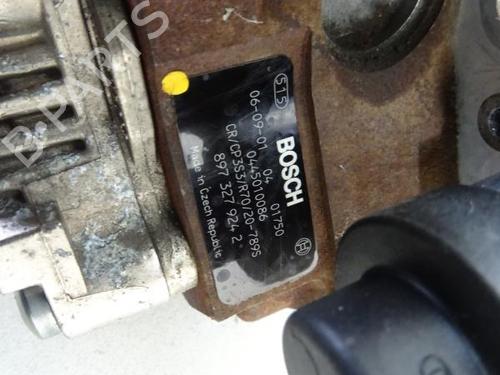 515
BOSCH
06-09-01 04 01750
0445010086
CR/CP3S3/R70/20-789S
897 327 924 2
Made in Czech Republic
B-PARTS